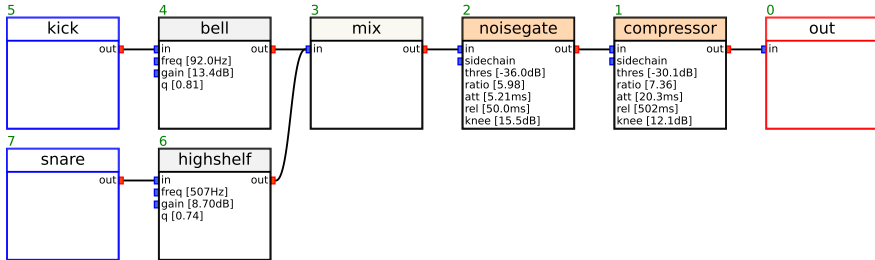 5
kick
out
4
bell
in out
freq [92.0Hz]
gain [13.4dB]
q [0.81]
3
mix
in out
2
noisegate
in out
sidechain
thres [-36.0dB]
ratio [5.98]
att [5.21ms]
rel [50.0ms]
knee [15.5dB]
1
compressor
in out
sidechain
thres [-30.1dB]
ratio [7.36]
att [20.3ms]
rel [502ms]
knee [12.1dB]
0
out
in
7
snare
out
6
highshelf
in out
freq [507Hz]
gain [8.70dB]
q [0.74]